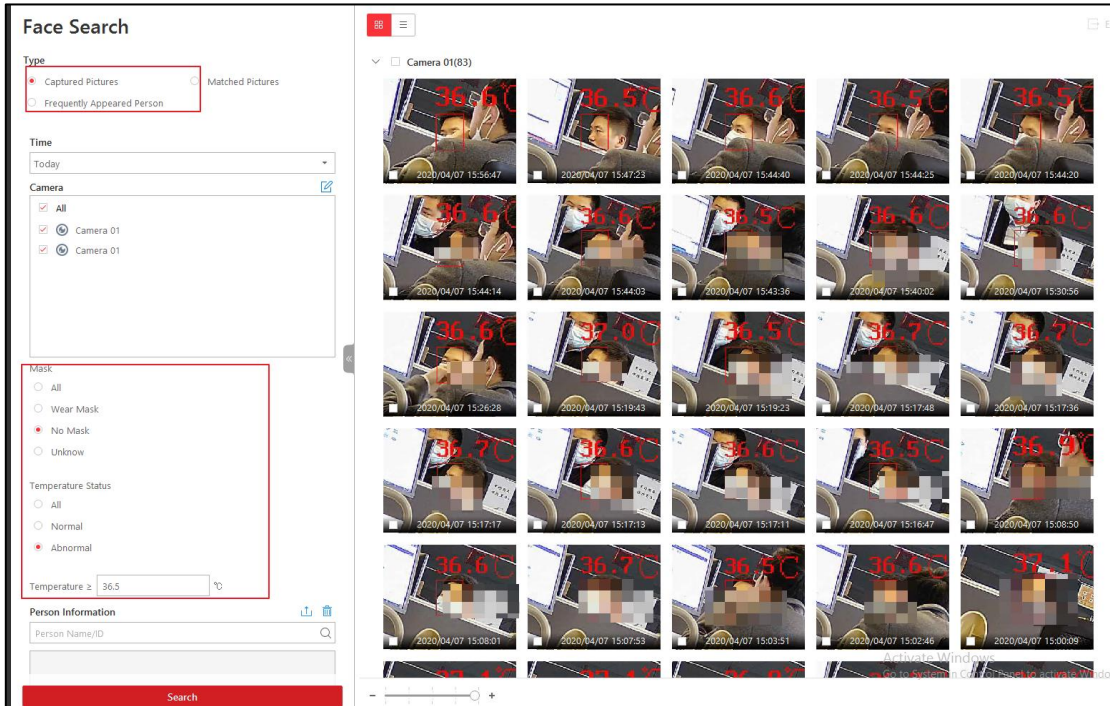 Face Search
Type
Captured Pictures
Matched Pictures
Frequently Appeared Person
Time
Today
Camera
All
Camera 01
Camera 01
Mask
All
Wear Mask
No Mask
Unknow
Temperature Status
All
Normal
Abnormal
Temperature ≥ 36.5 ℃
Person Information
Person Name/ID
Search
Camera 01(83)
36.6℃ 36.5℃ 36.6 36.5℃ 36.5
2020/04/07 15:56:47 2020/04/07 15:47:23 2020/04/07 15:44:40 2020/04/07 15:44:25 2020/04/07 15:44:20
36.6 36.6 36.5 36.6℃ 36.6
2020/04/07 15:44:14 2020/04/07 15:44:03 2020/04/07 15:43:36 2020/04/07 15:40:02 2020/04/07 15:30:56
36.6℃ 37.0℃ 36.5℃ 36.7℃ 36.7℃
2020/04/07 15:26:28 2020/04/07 15:19:43 2020/04/07 15:19:23 2020/04/07 15:17:48 2020/04/07 15:17:36
36.7℃ 36.6℃ 36.6℃ 36.5℃ 36.9℃
2020/04/07 15:17:17 2020/04/07 15:17:13 2020/04/07 15:17:11 2020/04/07 15:16:47 2020/04/07 15:08:50
36.6℃ 36.7℃ 36.5℃ 36.6℃ 37.1℃
2020/04/07 15:08:01 2020/04/07 15:07:53 2020/04/07 15:03:51 2020/04/07 15:02:46 2020/04/07 15:00:09
Activate Windows
Go to System in Control Panel to activate Windo